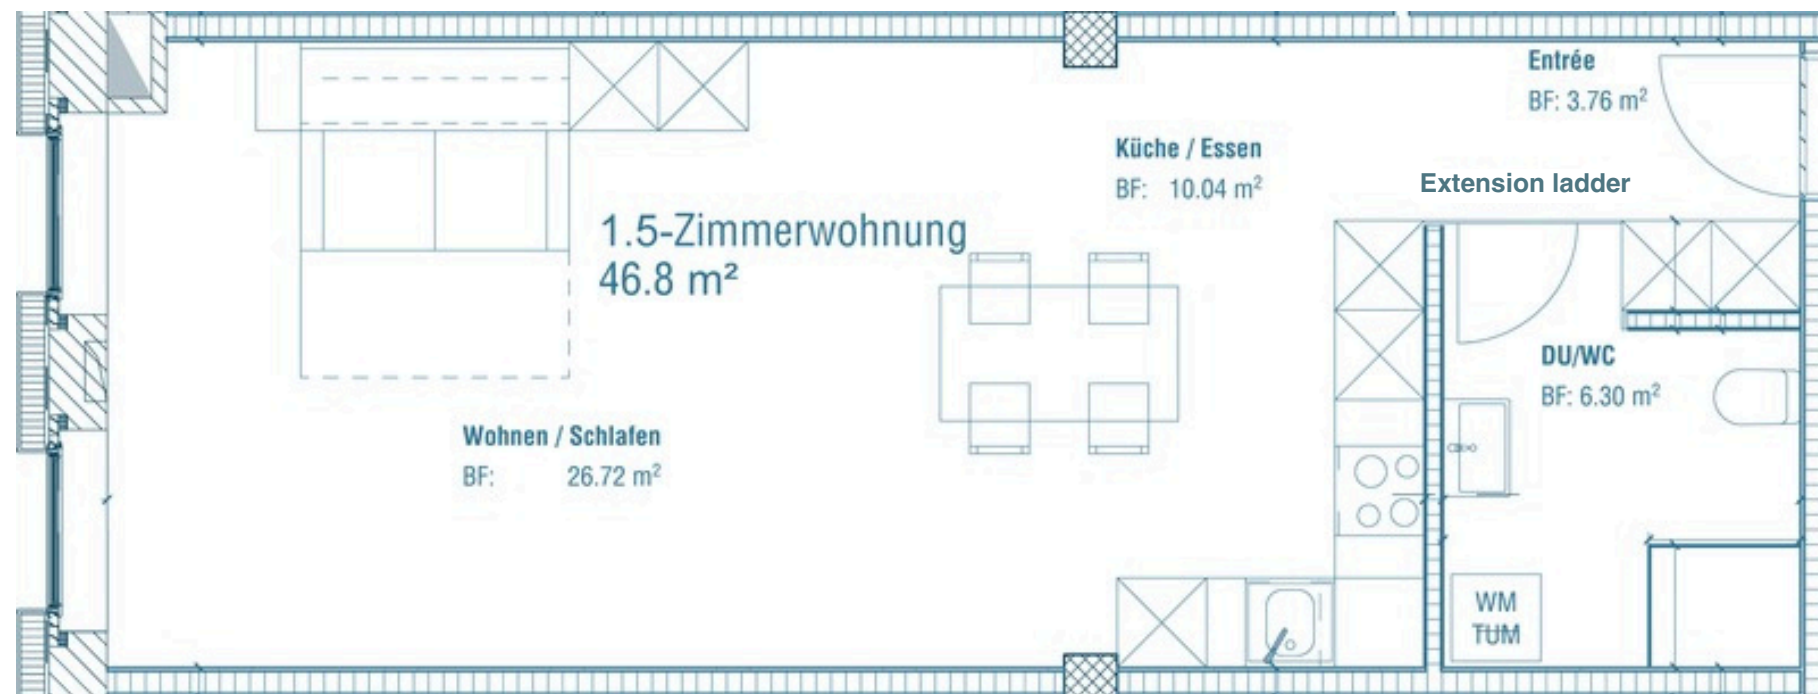 Entrée
BF: 3.76 m²
Küche / Essen
BF: 10.04 m²
Extension ladder
1.5-Zimmerwohnung
46.8 m²
DU/WC
BF: 6.30 m²
Wohnen / Schlafen
BF: 26.72 m²
WM
TUM